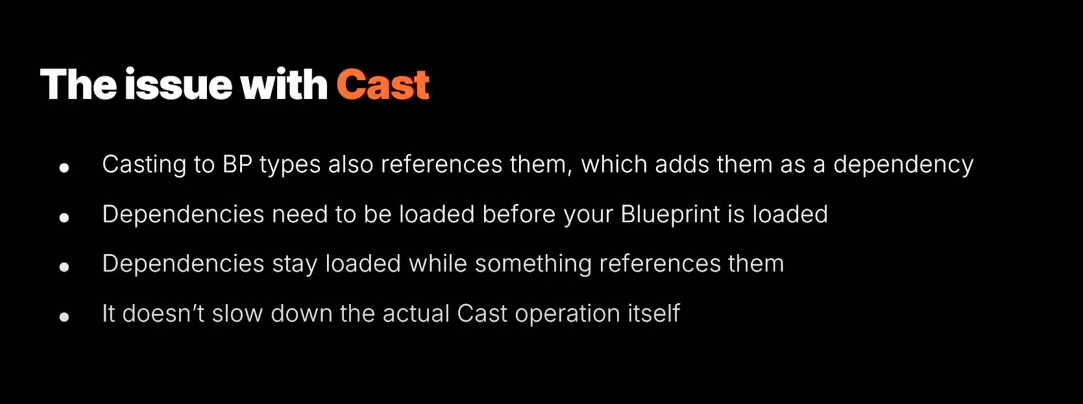 The issue with Cast
• Casting to BP types also references them, which adds them as a dependency
• Dependencies need to be loaded before your Blueprint is loaded
• Dependencies stay loaded while something references them
• It doesn’t slow down the actual Cast operation itself